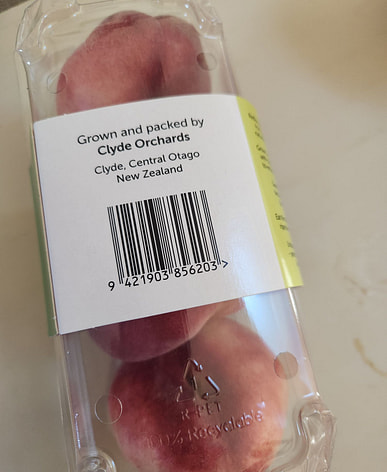 Grown and packed by
Clyde Orchards
Clyde, Central Otago
New Zealand
9 421903 856203 >
R-PET
100% Recyclable